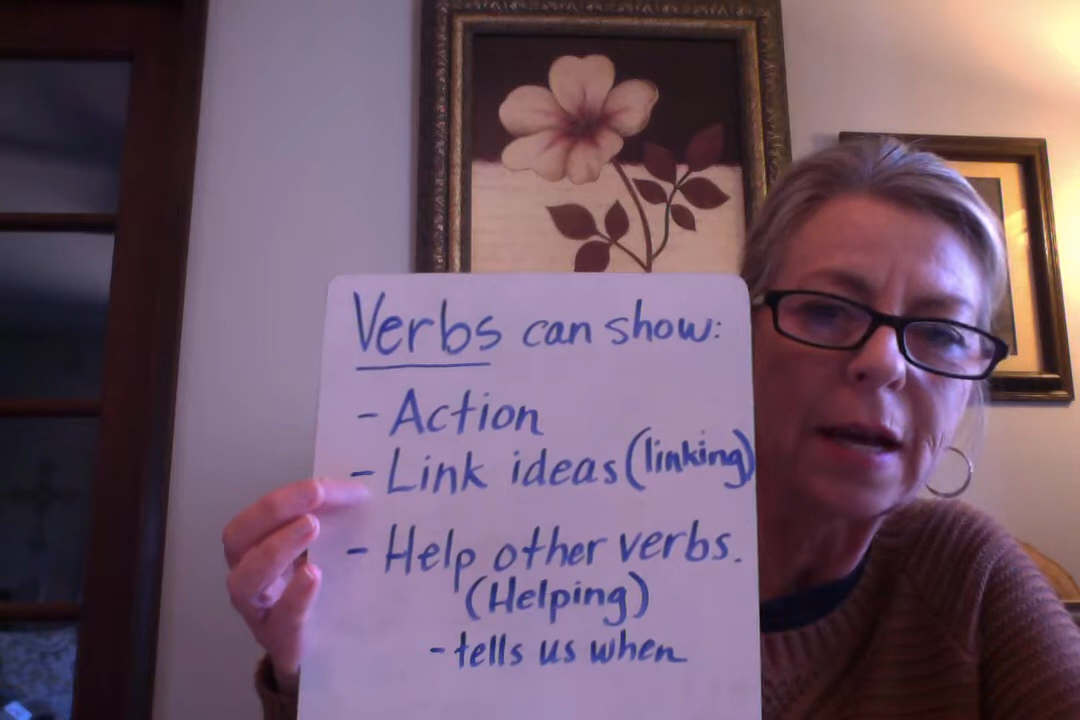 Verbs can show:
- Action
- Link ideas (linking)
- Help other verbs.
(Helping)
- tells us when